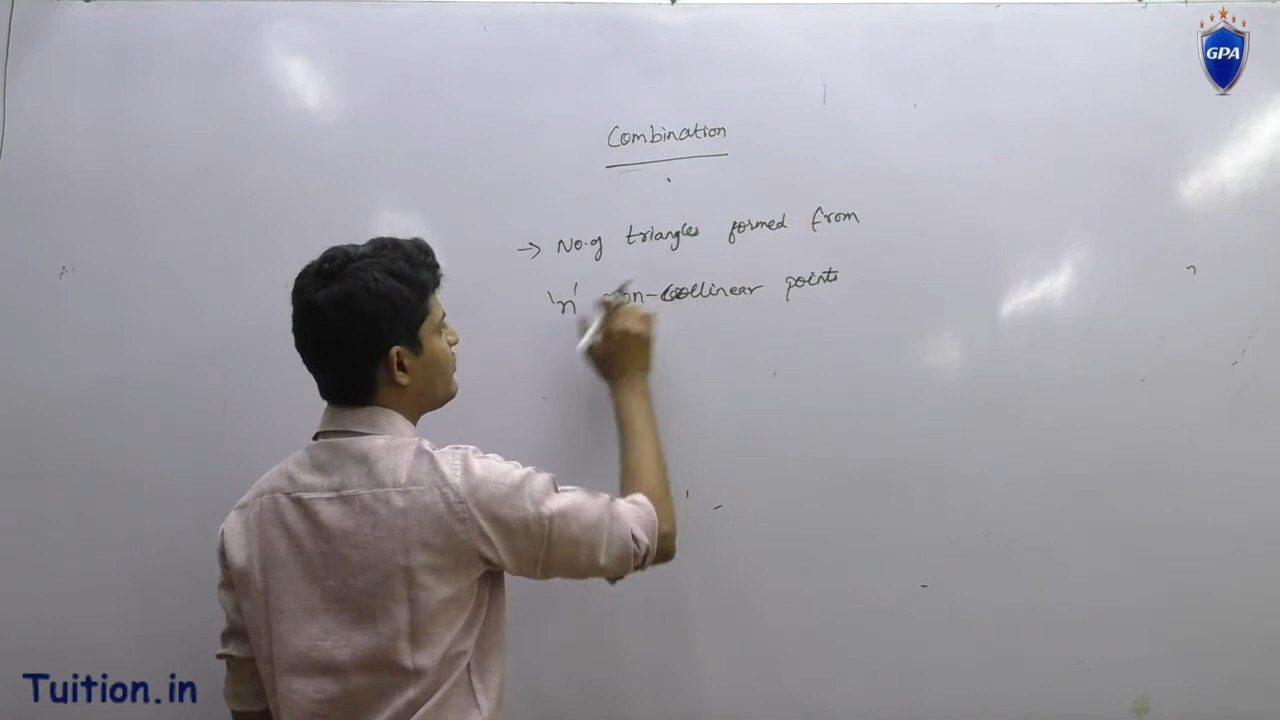 GPA
Combination
→ No. of triangles formed from
'n' non-collinear points
Tuition.in